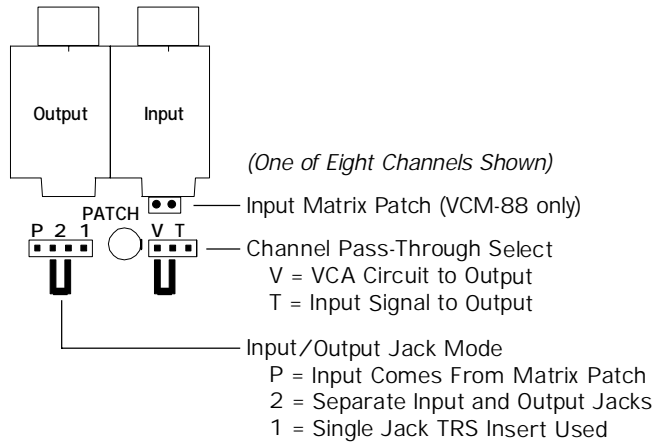 Output Input
(One of Eight Channels Shown)
Input Matrix Patch (VCM-88 only)
PATCH
P 2 1 V T
Channel Pass-Through Select
V = VCA Circuit to Output
T = Input Signal to Output
Input/Output Jack Mode
P = Input Comes From Matrix Patch
2 = Separate Input and Output Jacks
1 = Single Jack TRS Insert Used